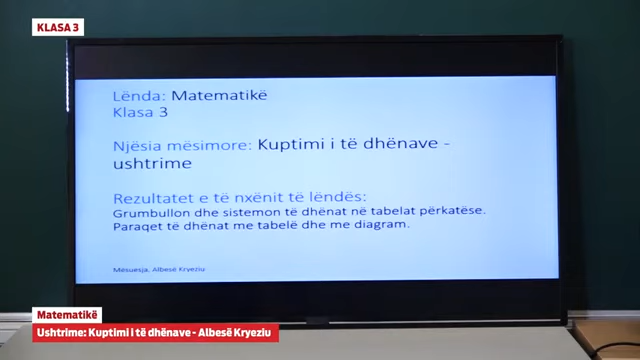 KLASA 3
Lënda: Matematikë
Klasa 3
Njësia mësimore: Kuptimi i të dhënave -
ushtrime
Rezultatet e të nxënit të lëndës:
Grumbullon dhe sistemon të dhënat në tabelat përkatëse.
Paraqet të dhënat me tabelë dhe me diagram.
Mësuesja, Albesë Kryeziu
Matematikë
Ushtrime: Kuptimi i të dhënave - Albesë Kryeziu